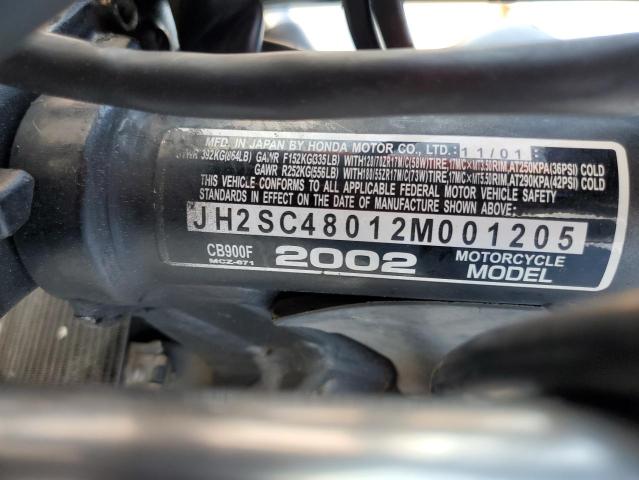 MFD. IN JAPAN BY HONDA MOTOR CO., LTD.: 11/01:
GVWR 392KG(864LB) GAWR F152KG(335LB) WITH120/70ZR17M/C(58W)TIRE,17M/C×MT3.50RIM,AT250KPA(36PSI) COLD
GAWR R252KG(556LB) WITH180/55ZR17M/C(73W)TIRE,17M/C×MT5.50RIM,AT290KPA(42PSI) COLD
THIS VEHICLE CONFORMS TO ALL APPLICABLE FEDERAL MOTOR VEHICLE SAFETY
STANDARDS IN EFFECT ON THE DATE OF MANUFACTURE SHOWN ABOVE:
JH2SC48012M001205
CB900F 2002 MOTORCYCLE
MCZ-671 MODEL